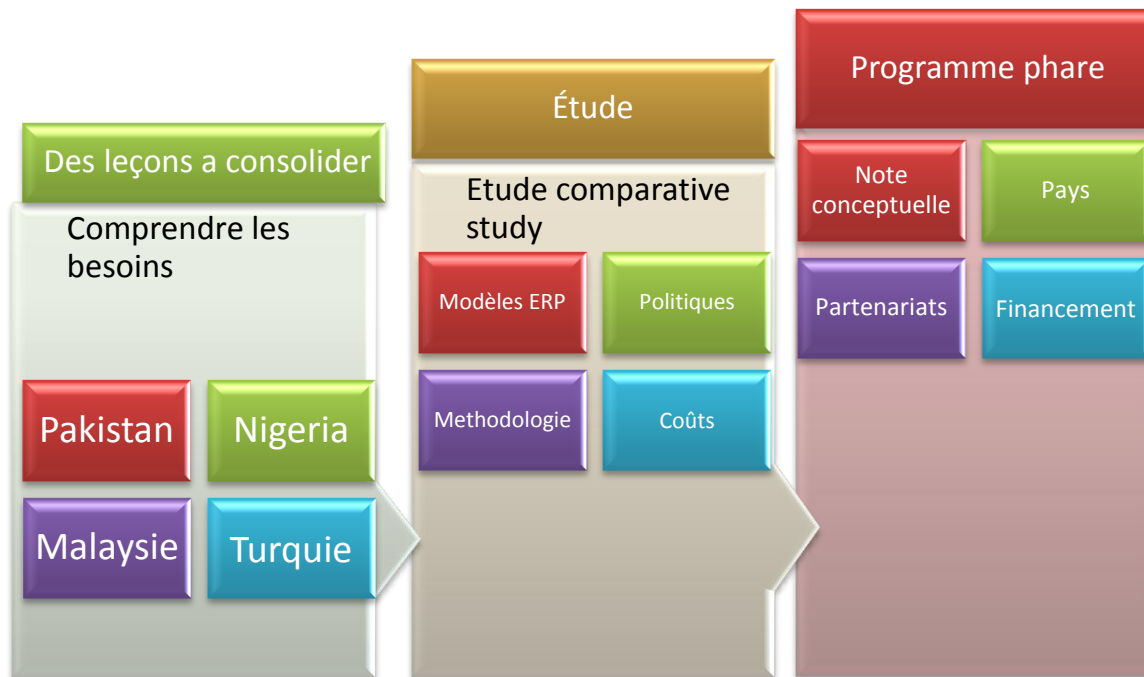 Des leçons a consolider
Comprendre les
besoins
Pakistan
Nigeria
Malaysie
Turquie
Étude
Etude comparative
study
Modèles ERP
Politiques
Methodologie
Coûts
Programme phare
Note
conceptuelle
Pays
Partenariats
Financement